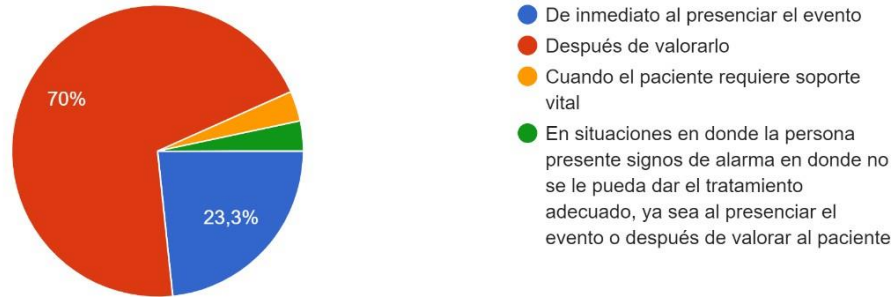 70%
23,3%
De inmediato al presenciar el evento
Después de valorarlo
Cuando el paciente requiere soporte
vital
En situaciones en donde la persona
presente signos de alarma en donde no
se le pueda dar el tratamiento
adecuado, ya sea al presenciar el
evento o después de valorar al paciente